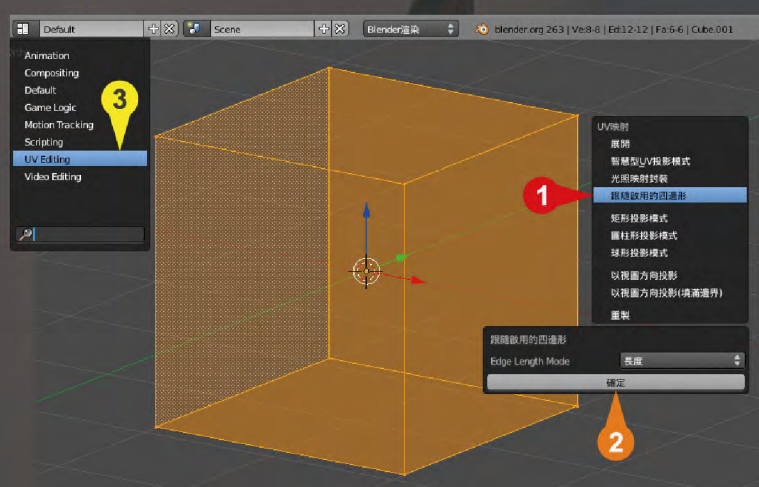 Default
Scene
Blender渲染
blender.org 263 | Ve:8-8 | Ed:12-12 | Fa:6-6 | Cube.001
Animation
Compositing
Default
Game Logic
Motion Tracking
Scripting
UV Editing
Video Editing
3
UV映射
展開
智慧型UV投影模式
光照映射封裝
跟隨啟用的四邊形
矩形投影模式
圓柱形投影模式
球形投影模式
以視圖方向投影
以視圖方向投影(填滿邊界)
重製
1
跟隨啟用的四邊形
Edge Length Mode 長度
確定
2